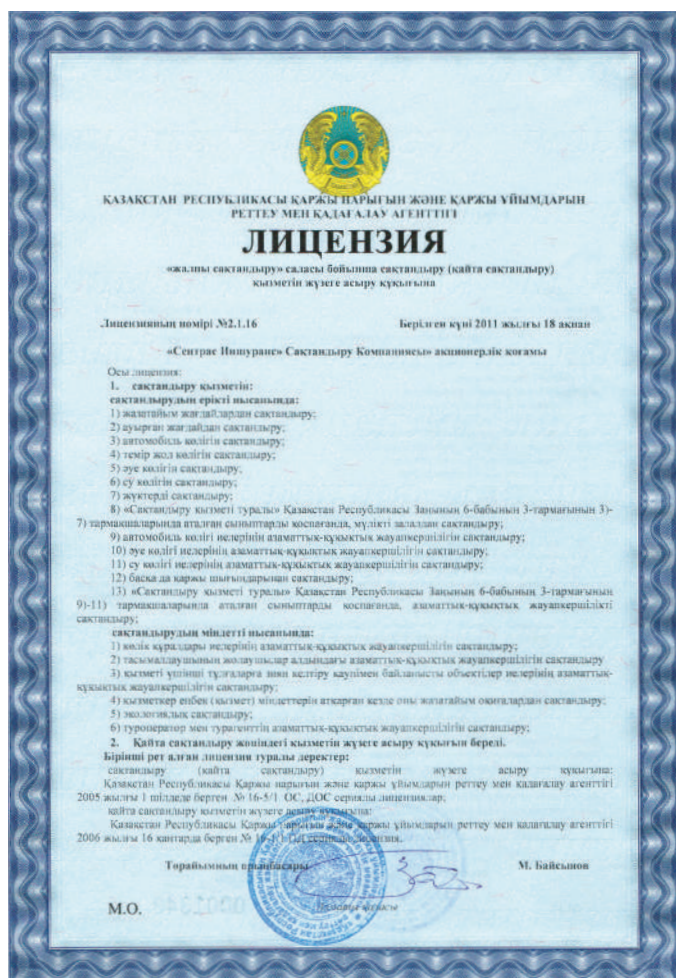 ҚАЗАҚСТАН РЕСПУБЛИКАСЫ ҚАРЖЫ НАРЫҒЫН ЖӘНЕ ҚАРЖЫ ҰЙЫМДАРЫН
РЕТТЕУ МЕН ҚАДАҒАЛАУ АГЕНТТІГІ
ЛИЦЕНЗИЯ
«жалпы сақтандыру» саласы бойынша сақтандыру (қайта сақтандыру)
қызметін жүзеге асыру құқығына
Лицензияның нөмірі №2.1.16 Берілген күні 2011 жылғы 18 ақпан
«Сентрас Иншуранс» Сақтандыру Компаниясы» акционерлік қоғамы
Осы лицензия:
1. сақтандыру қызметін:
сақтандырудың ерікті нысанында:
1) жазатайым жағдайлардан сақтандыру;
2) ауырған жағдайдан сақтандыру;
3) автомобиль көлігін сақтандыру;
4) темір жол көлігін сақтандыру;
5) әуе көлігін сақтандыру;
6) су көлігін сақтандыру;
7) жүктерді сақтандыру;
8) «Сақтандыру қызметі туралы» Қазақстан Республикасы Заңының 6-бабының 3-тармағының 3)-
7) тармақшаларында аталған сыныптарды қоспағанда, мүлікті залалдан сақтандыру;
9) автомобиль көлігі иелерінің азаматтық-құқықтық жауапкершілігін сақтандыру;
10) әуе көлігі иелерінің азаматтық-құқықтық жауапкершілігін сақтандыру;
11) су көлігі иелерінің азаматтық-құқықтық жауапкершілігін сақтандыру;
12) басқа да қаржы шығындарынан сақтандыру;
13) «Сақтандыру қызметі туралы» Қазақстан Республикасы Заңының 6-бабының 3-тармағының
9)-11) тармақшаларында аталған сыныптарды қоспағанда, азаматтық-құқықтық жауапкершілікті
сақтандыру;
сақтандырудың міндетті нысанында:
1) көлік құралдары иелерінің азаматтық-құқықтық жауапкершілігін сақтандыру;
2) тасымалдаушының жолаушылар алдындағы азаматтық-құқықтық жауапкершілігін сақтандыру
3) қызметі үшінші тұлғаларға зиян келтіру қаупімен байланысты объектілер иелерінің азаматтық-
құқықтық жауапкершілігін сақтандыру;
4) қызметкер еңбек (қызмет) міндеттерін атқарған кезде оны жазатайым оқиғалардан сақтандыру;
5) экологиялық сақтандыру;
6) туроператор мен турагенттің азаматтық-құқықтық жауапкершілігін сақтандыру;
2. Қайта сақтандыру жөніндегі қызметін жүзеге асыру құқығын береді.
Бірінші рет алған лицензия туралы деректер:
сақтандыру (қайта сақтандыру) қызметін жүзеге асыру құқығына:
Қазақстан Республикасы Қаржы нарығын және қаржы ұйымдарын реттеу мен қадағалау агенттігі
2005 жылғы 1 шілдеде берген № 16-5/1 ОС, ДОС сериялы лицензиялар;
қайта сақтандыру қызметін жүзеге асыру құқығына:
Қазақстан Республикасы Қаржы нарығын және қаржы ұйымдарын реттеу мен қадағалау агенттігі
2006 жылғы 16 қаңтарда берген № 16-1/1 сериялы лицензия.
Төрайымның орынбасары М. Байсынов
М.О.